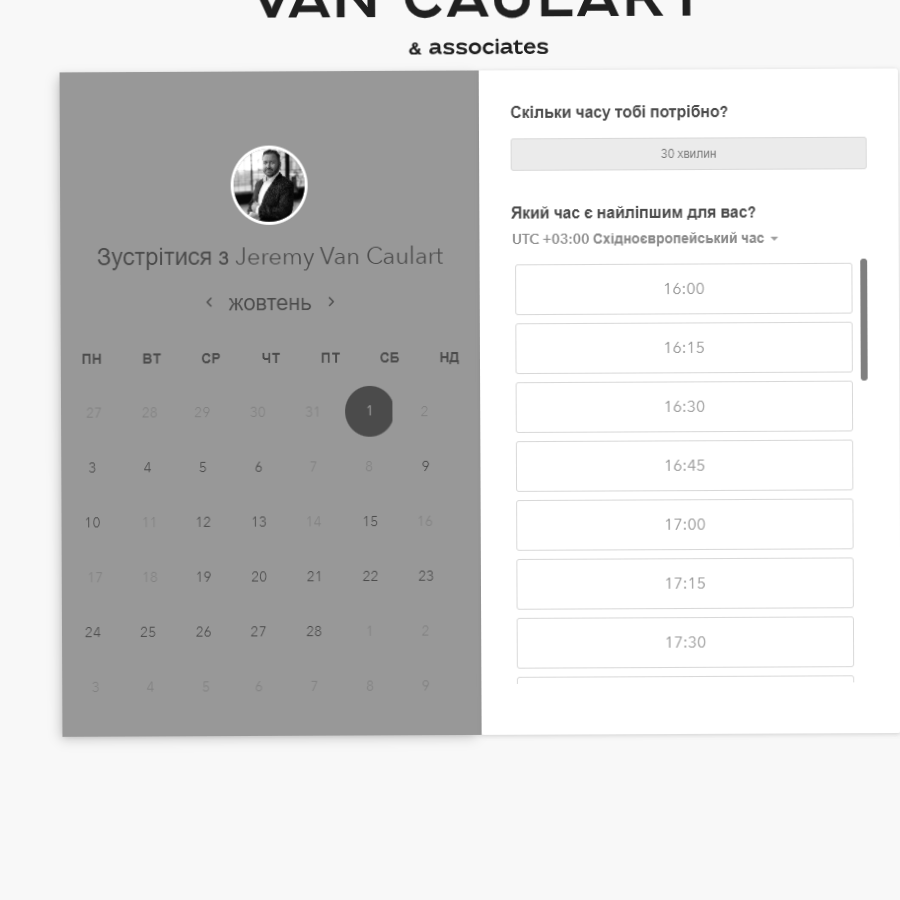 VAN CAULART
& associates
Зустрітися з Jeremy Van Caulart
жовтень
ПН ВТ СР ЧТ ПТ СБ НД
27 28 29 30 31 1 2
3 4 5 6 7 8 9
10 11 12 13 14 15 16
17 18 19 20 21 22 23
24 25 26 27 28 1 2
3 4 5 6 7 8 9
Скільки часу тобі потрібно?
30 хвилин
Який час є найліпшим для вас?
UTC +03:00 Східноєвропейський час
16:00
16:15
16:30
16:45
17:00
17:15
17:30